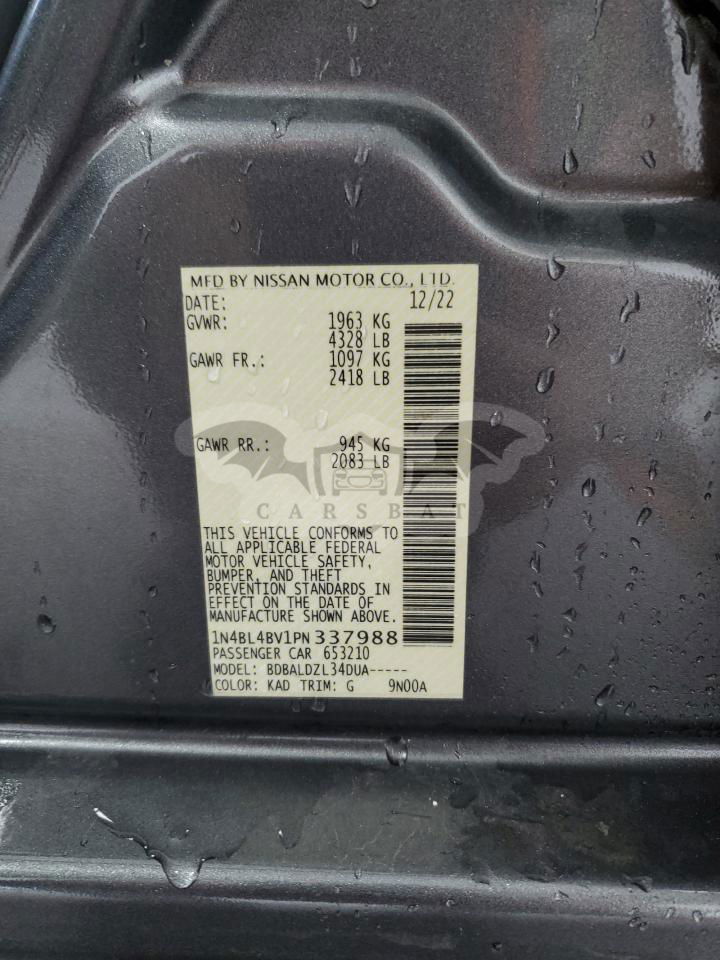 MFD BY NISSAN MOTOR CO., LTD.
DATE: 12/22
GVWR: 1963 KG
4328 LB
GAWR FR.: 1097 KG
2418 LB
GAWR RR.: 945 KG
2083 LB
CARSBAT
THIS VEHICLE CONFORMS TO
ALL APPLICABLE FEDERAL
MOTOR VEHICLE SAFETY,
BUMPER, AND THEFT
PREVENTION STANDARDS IN
EFFECT ON THE DATE OF
MANUFACTURE SHOWN ABOVE.
1N4BL4BV1PN337988
PASSENGER CAR 653210
MODEL: BDBALDZL34DUA-----
COLOR: KAD TRIM: G 9N00A